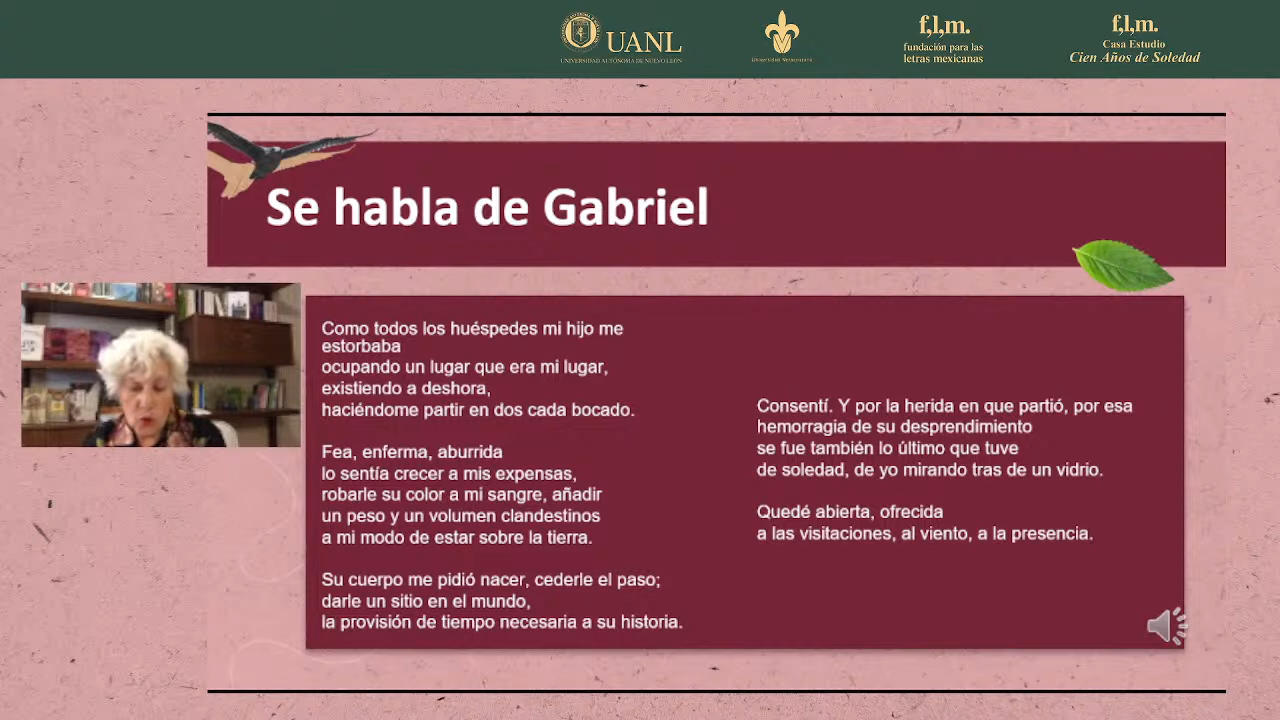 UANL
UNIVERSIDAD AUTÓNOMA DE NUEVO LEÓN
Universidad Veracruzana
f,l,m.
fundación para las
letras mexicanas
f,l,m.
Casa Estudio
Cien Años de Soledad
Se habla de Gabriel
Como todos los huéspedes mi hijo me
estorbaba
ocupando un lugar que era mi lugar,
existiendo a deshora,
haciéndome partir en dos cada bocado.
Fea, enferma, aburrida
lo sentía crecer a mis expensas,
robarle su color a mi sangre, añadir
un peso y un volumen clandestinos
a mi modo de estar sobre la tierra.
Su cuerpo me pidió nacer, cederle el paso;
darle un sitio en el mundo,
la provisión de tiempo necesaria a su historia.
Consentí. Y por la herida en que partió, por esa
hemorragia de su desprendimiento
se fue también lo último que tuve
de soledad, de yo mirando tras de un vidrio.
Quedé abierta, ofrecida
a las visitaciones, al viento, a la presencia.